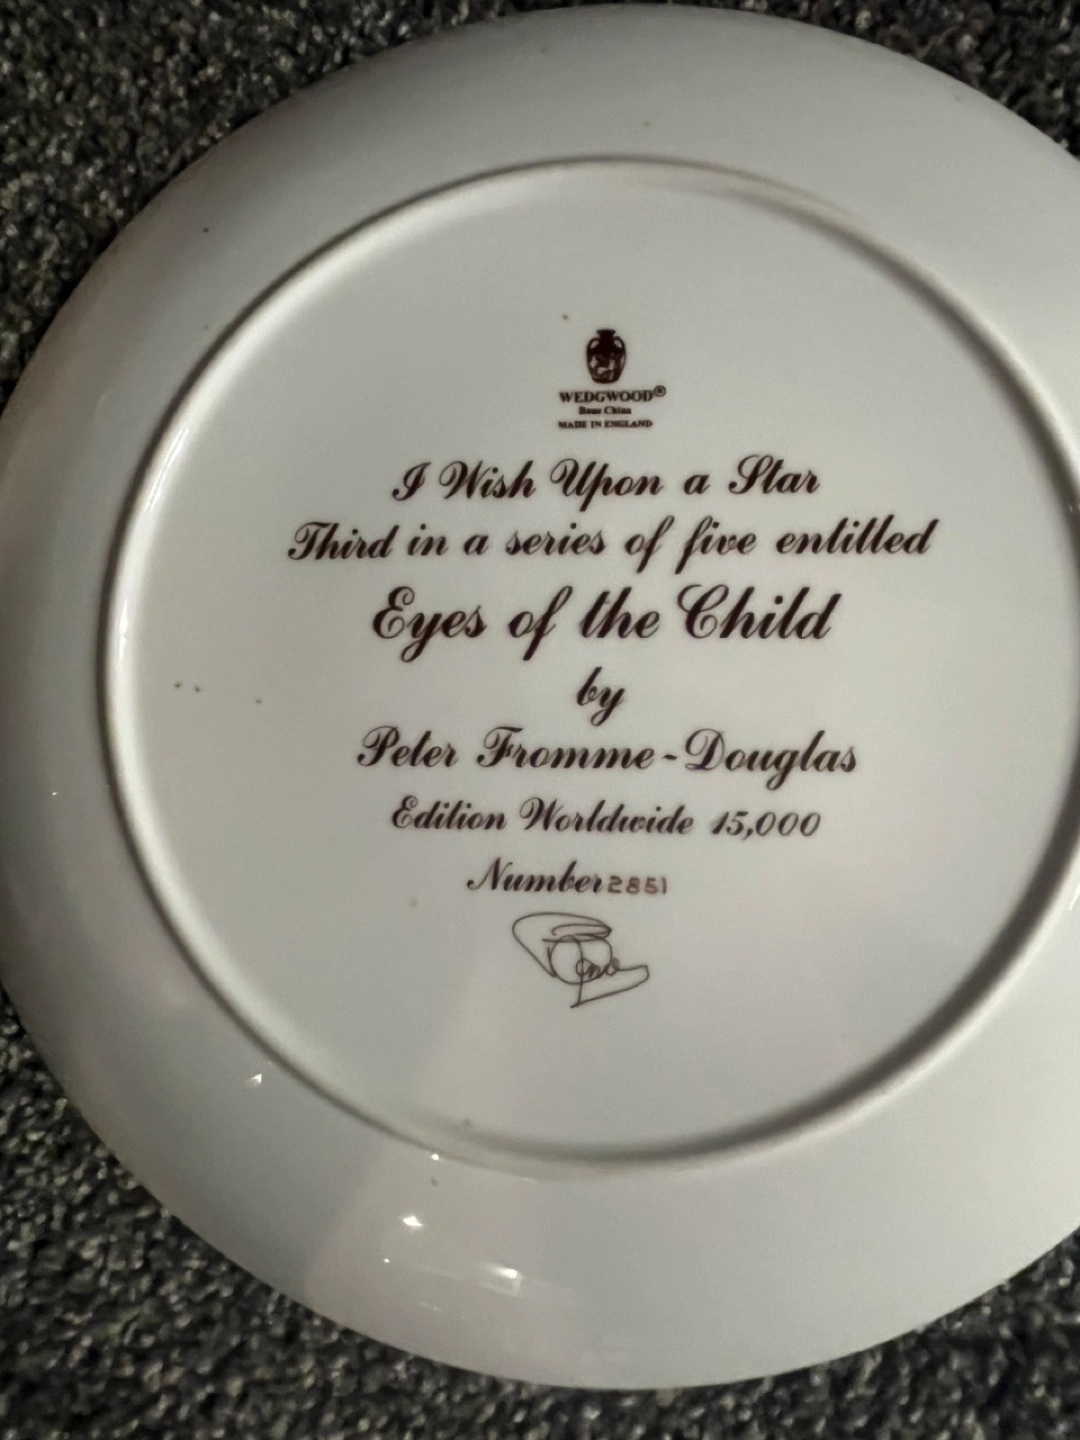 WEDGWOOD®
Bone China
MADE IN ENGLAND
I Wish Upon a Star
Third in a series of five entitled
Eyes of the Child
by
Peter Fromme-Douglas
Edition Worldwide 15,000
Number 2851